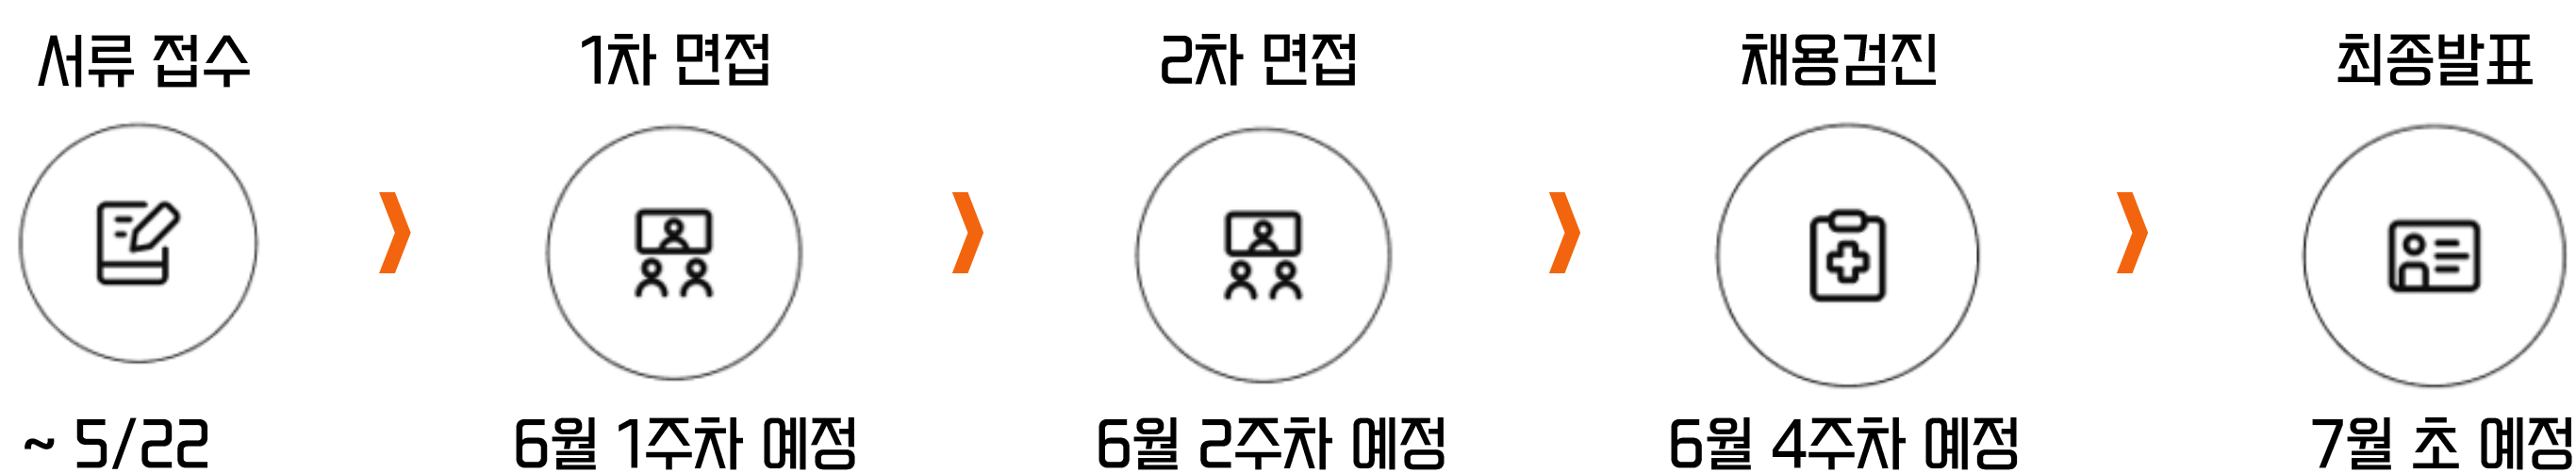 서류 접수
1차 면접
2차 면접
채용검진
최종발표
~ 5/22
6월 1주차 예정
6월 2주차 예정
6월 4주차 예정
7월 초 예정